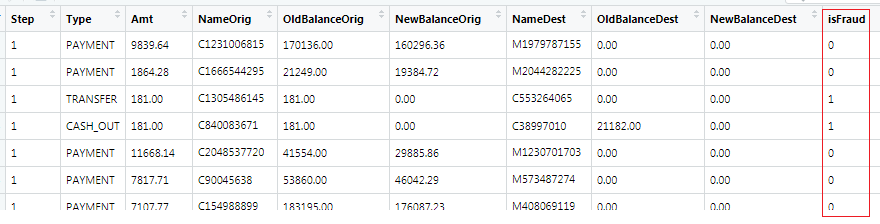 Step Type Amt NameOrig OldBalanceOrig NewBalanceOrig NameDest OldBalanceDest NewBalanceDest isFraud
1 PAYMENT 9839.64 C1231006815 170136.00 160296.36 M1979787155 0.00 0.00 0
1 PAYMENT 1864.28 C1666544295 21249.00 19384.72 M2044282225 0.00 0.00 0
1 TRANSFER 181.00 C1305486145 181.00 0.00 C553264065 0.00 0.00 1
1 CASH_OUT 181.00 C840083671 181.00 0.00 C38997010 21182.00 0.00 1
1 PAYMENT 11668.14 C2048537720 41554.00 29885.86 M1230701703 0.00 0.00 0
1 PAYMENT 7817.71 C90045638 53860.00 46042.29 M573487274 0.00 0.00 0
1 PAYMENT 7107.77 C154988899 183195.00 176087.23 M408069119 0.00 0.00 0